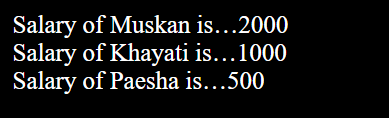 Salary of Muskan is...2000
Salary of Khayati is...1000
Salary of Paesha is...500